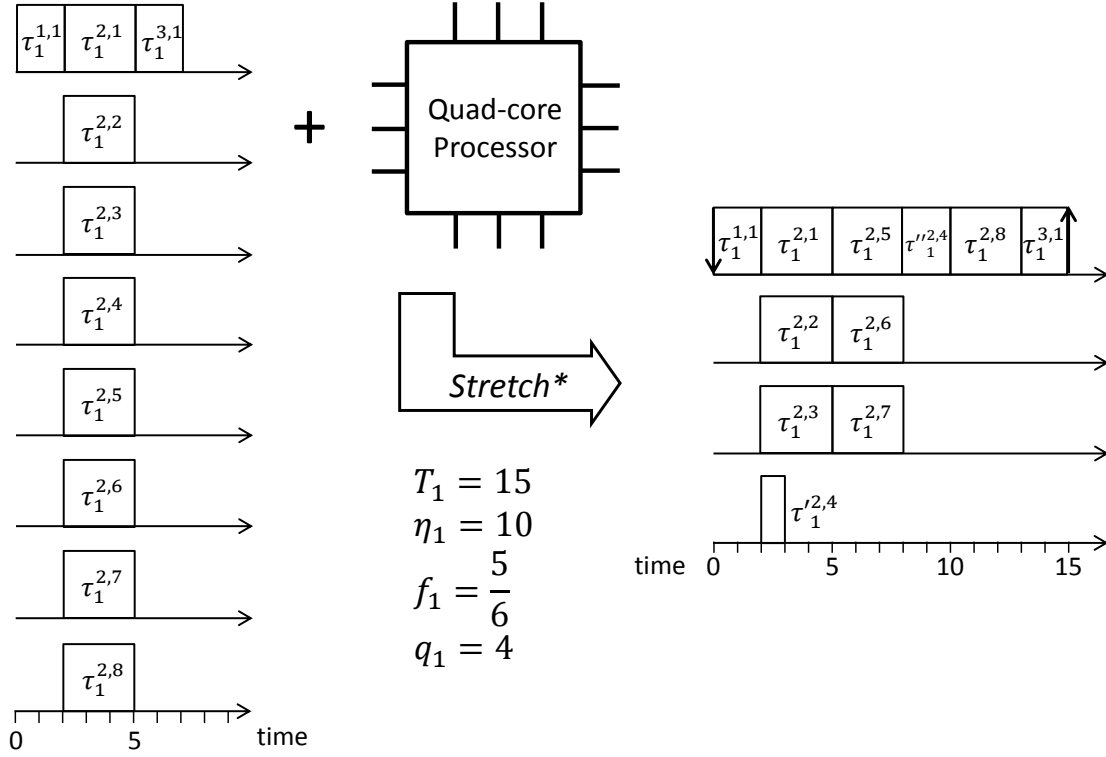 τ₁^{1,1} τ₁^{2,1} τ₁^{3,1}
τ₁^{2,2}
τ₁^{2,3}
τ₁^{2,4}
τ₁^{2,5}
τ₁^{2,6}
τ₁^{2,7}
τ₁^{2,8}
0 5 time
+
Quad-core
Processor
Stretch*
T₁ = 15
η₁ = 10
f₁ = 5/6
q₁ = 4
τ₁^{1,1} τ₁^{2,1} τ₁^{2,5} τ''₁^{2,4} τ₁^{2,8} τ₁^{3,1}
τ₁^{2,2} τ₁^{2,6}
τ₁^{2,3} τ₁^{2,7}
τ'₁^{2,4}
time 0 5 10 15